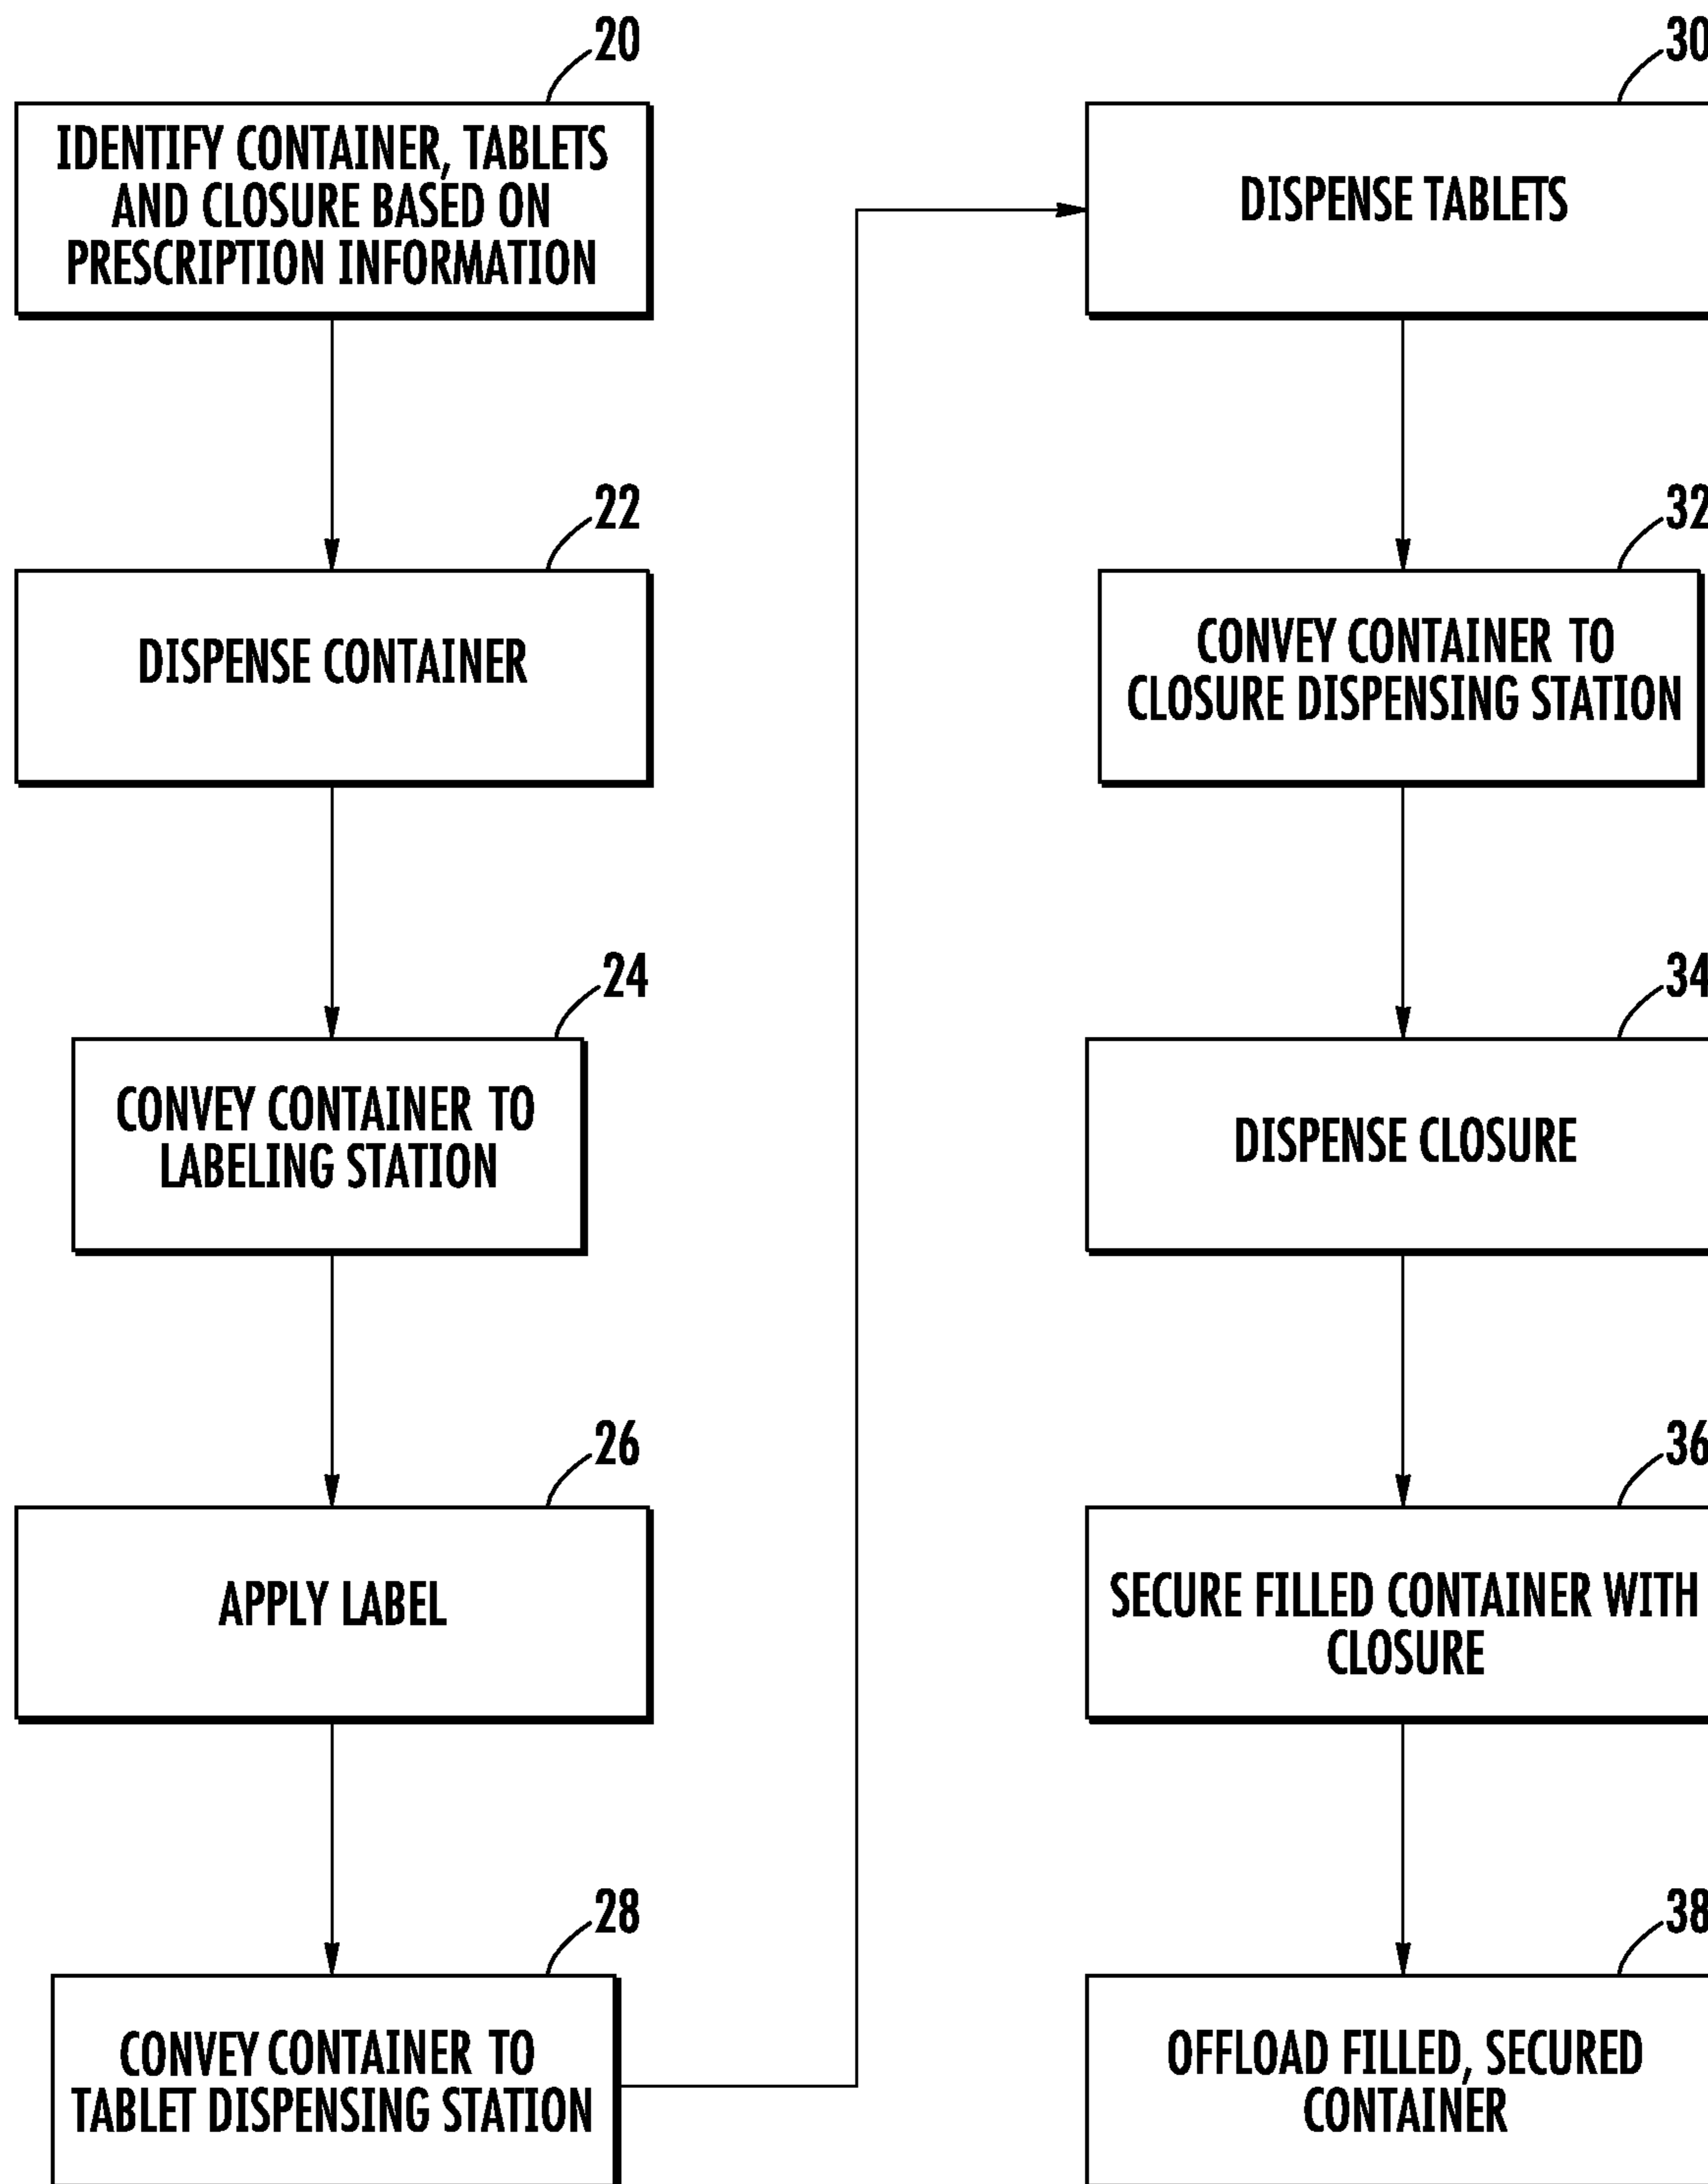 20
IDENTIFY CONTAINER, TABLETS
AND CLOSURE BASED ON
PRESCRIPTION INFORMATION
22
DISPENSE CONTAINER
24
CONVEY CONTAINER TO
LABELING STATION
26
APPLY LABEL
28
CONVEY CONTAINER TO
TABLET DISPENSING STATION
30
DISPENSE TABLETS
32
CONVEY CONTAINER TO
CLOSURE DISPENSING STATION
34
DISPENSE CLOSURE
36
SECURE FILLED CONTAINER WITH
CLOSURE
38
OFFLOAD FILLED, SECURED
CONTAINER